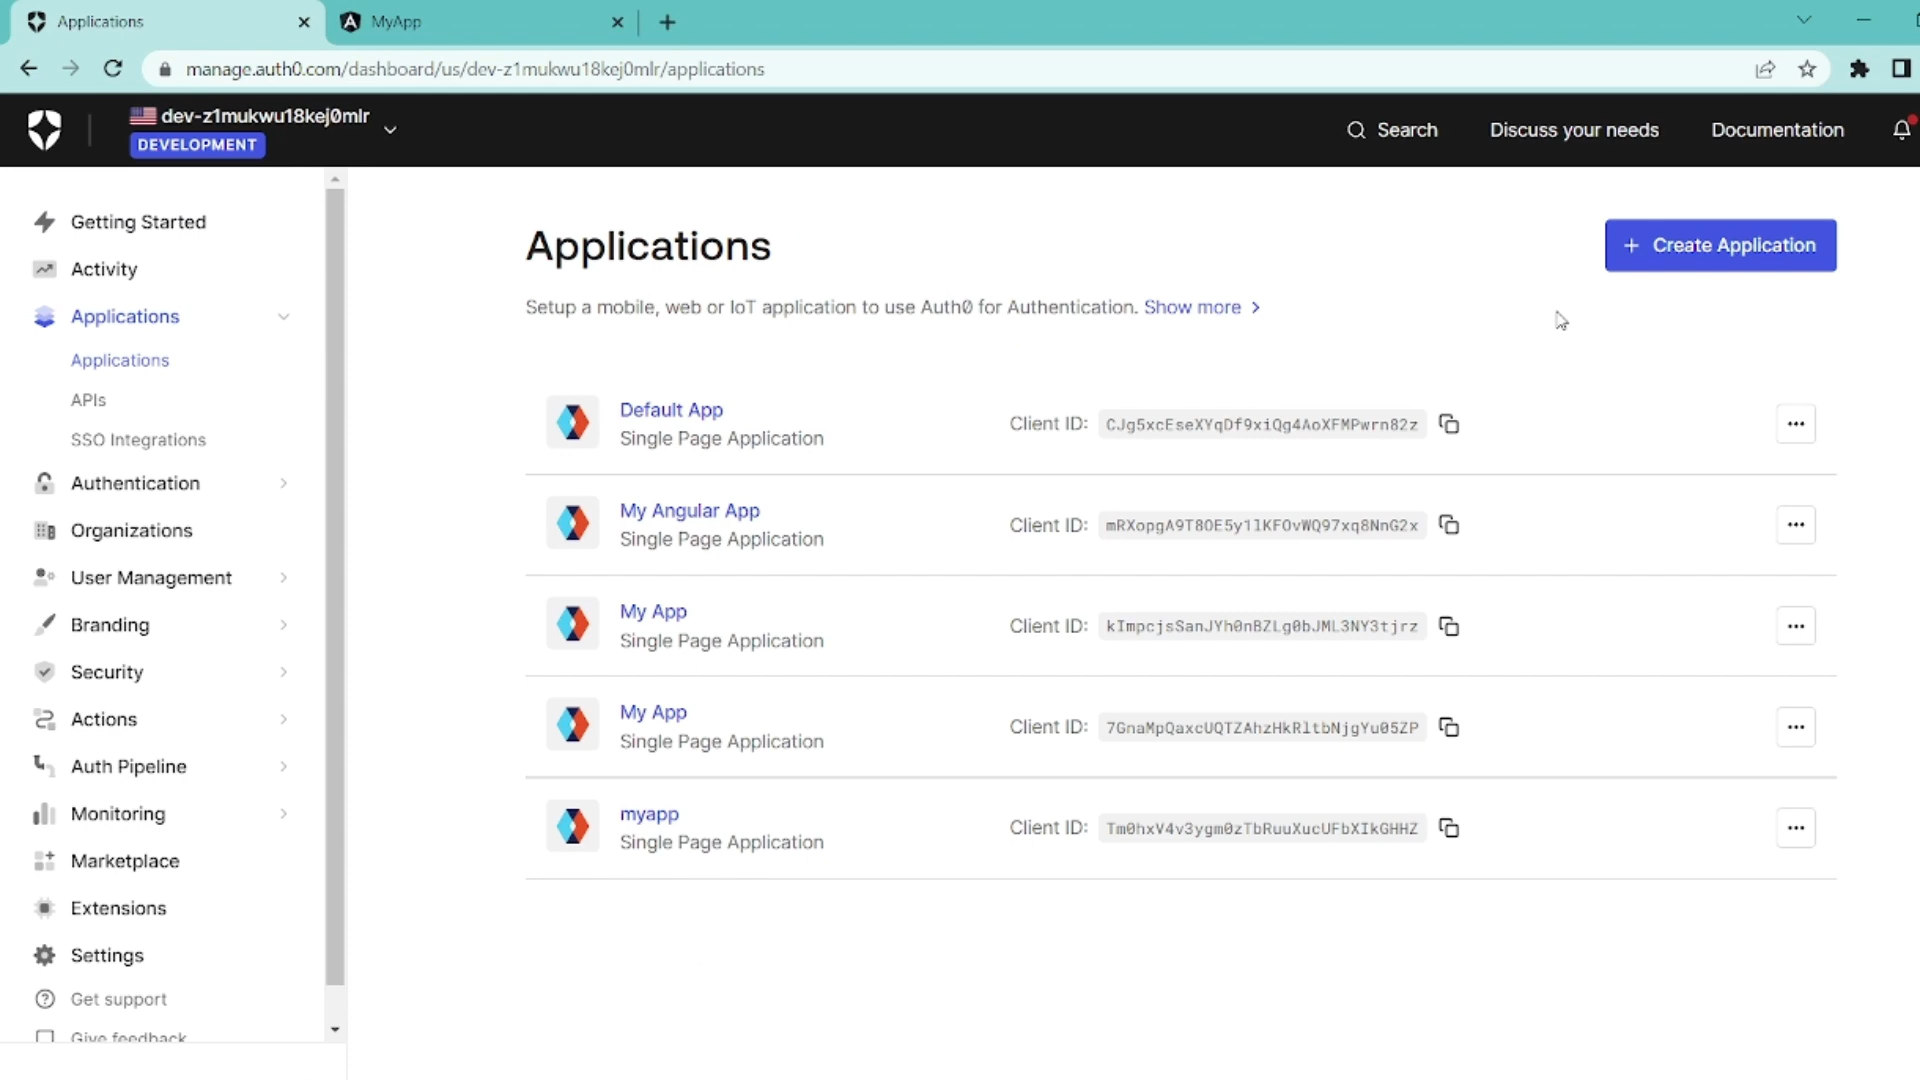 Applications
MyApp
manage.auth0.com/dashboard/us/dev-z1mukwu18kej0mlr/applications
dev-z1mukwu18kej0mlr
DEVELOPMENT
Search
Discuss your needs
Documentation
Getting Started
Activity
Applications
Applications
APIs
SSO Integrations
Authentication
Organizations
User Management
Branding
Security
Actions
Auth Pipeline
Monitoring
Marketplace
Extensions
Settings
Get support
Give feedback
Applications
+ Create Application
Setup a mobile, web or IoT application to use Auth0 for Authentication. Show more >
Default App
Single Page Application
Client ID: CJg5xcEseXYqDf9xiQg4AoXFMPwrn82z
My Angular App
Single Page Application
Client ID: mRXopgA9T8OE5y1lKFOvWQ97xq8NnG2x
My App
Single Page Application
Client ID: kImpcjsSanJYh0nBZLg0bJML3NY3tjrz
My App
Single Page Application
Client ID: 7GnaMpQaxcUQTZAhzHkRltbNjgYu05ZP
myapp
Single Page Application
Client ID: Tm0hxV4v3ygm0zTbRuuXucUFbXIkGHHZ